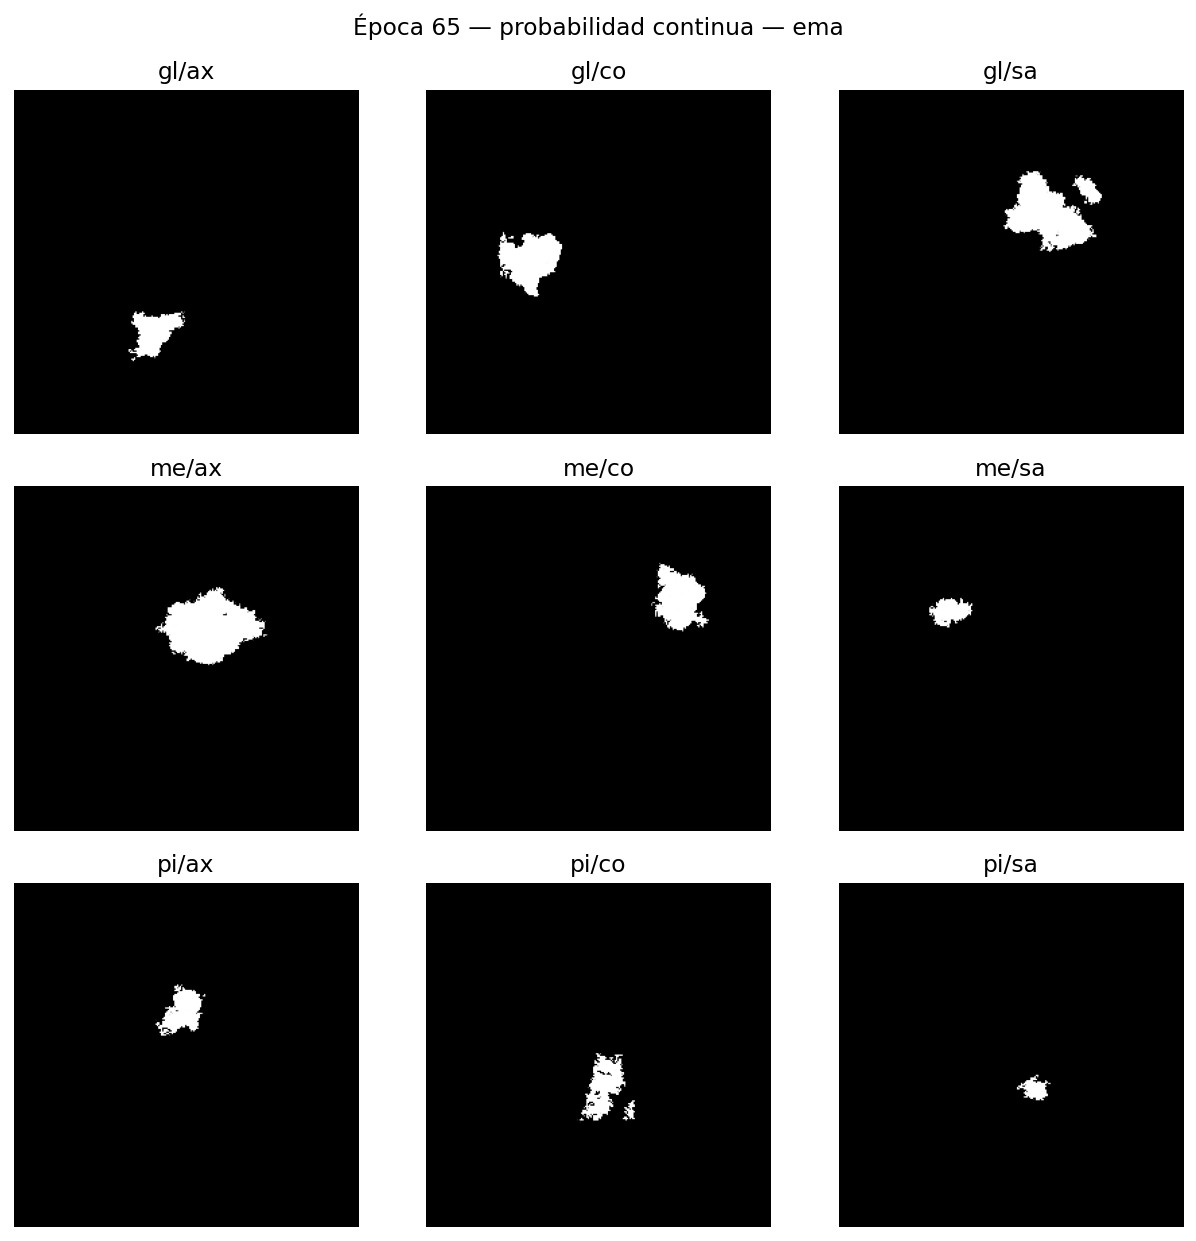 Época 65 — probabilidad continua — ema
gl/ax
gl/co
gl/sa
me/ax
me/co
me/sa
pi/ax
pi/co
pi/sa